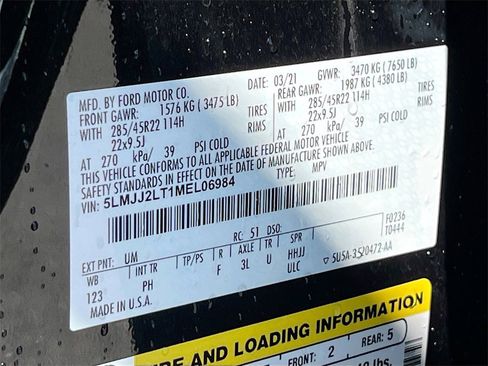 MFD. BY FORD MOTOR CO. DATE: 03/21 GVWR: 3470 KG ( 7650 LB)
FRONT GAWR: 1576 KG ( 3475 LB) REAR GAWR: 1987 KG ( 4380 LB)
WITH 285/45R22 114H TIRES WITH 285/45R22 114H TIRES
22x9.5J RIMS 22x9.5J RIMS
AT 270 kPa/ 39 PSI COLD AT 270 kPa/ 39 PSI COLD
THIS VEHICLE CONFORMS TO ALL APPLICABLE FEDERAL MOTOR VEHICLE
SAFETY STANDARDS IN EFFECT ON THE DATE OF MANUFACTURE SHOWN ABOVE.
VIN: 5LMJJ2LT1MEL06984 TYPE: MPV
F0236
T0444
EXT PNT: UM RC: 51 DSO:
WB INT TR TP/PS R AXLE TR SPR
123 PH F 3L U HHJJ
ULC
MADE IN U.S.A. ▽ 5U5A-3520472-AA
AND LOADING INFORMATION
FRONT: 2 REAR: 5
lbs.